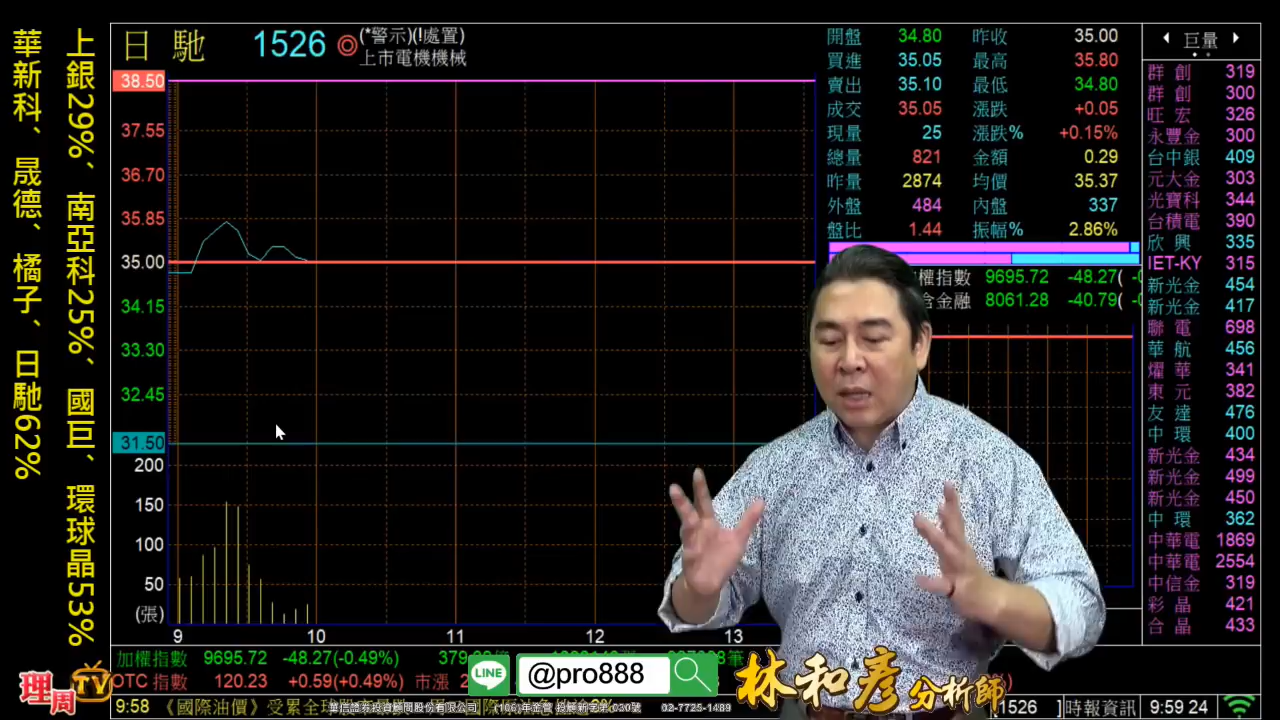 上銀29%、南亞科25%、國巨、環球晶53%
華新科、晟德、橘子、日馳62%
日馳 1526 ◎(*警示)(!處置)
上市電機機械
開盤 34.80 昨收 35.00
買進 35.05 最高 35.80
賣出 35.10 最低 34.80
成交 35.05 漲跌 +0.05
現量 25 漲跌% +0.15%
總量 821 金額 0.29
昨量 2874 均價 35.37
外盤 484 內盤 337
盤比 1.44 振幅% 2.86%
權指數 9695.72 -48.27(
含金融 8061.28 -40.79(
38.50
37.55
36.70
35.85
35.00
34.15
33.30
32.45
31.50
200
150
100
50
(張)
9 10 11 12 13
巨量
群創 319
群創 300
旺宏 326
永豐金 300
台中銀 409
元大金 303
光寶科 344
台積電 390
欣興 335
IET-KY 315
新光金 454
新光金 417
聯電 698
華航 456
燿華 341
東元 382
友達 476
中環 400
新光金 434
新光金 499
新光金 450
中環 362
中華電 1869
中華電 2554
中信金 319
彩晶 421
合晶 433
加權指數 9695.72 -48.27(-0.49%)
OTC 指數 120.23 +0.59(+0.49%) 市漲
理周TV
LINE @pro888
林和彥分析師
9:58 《國際油價》受累全
02-7725-1489
[1526 ]時報資訊 9:59 24